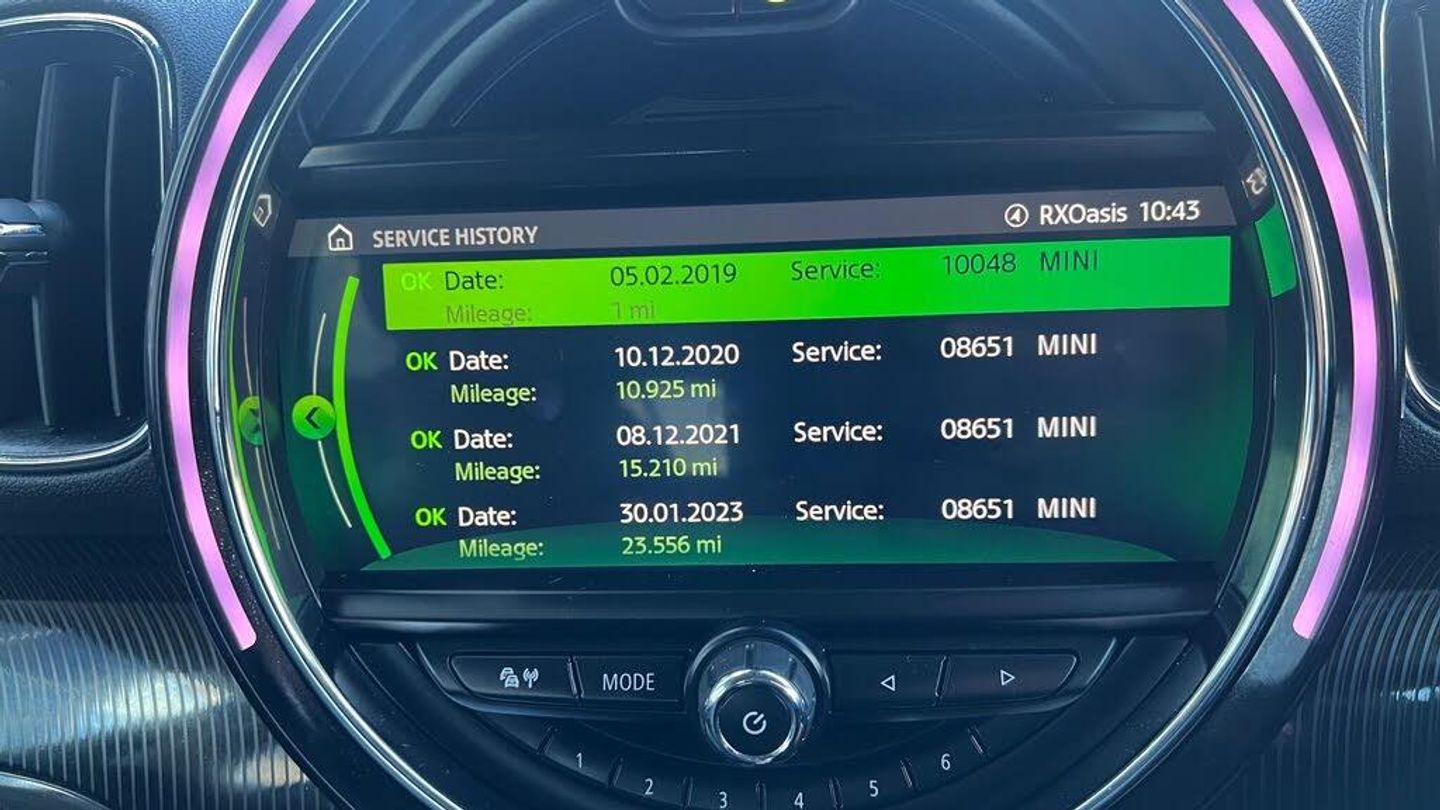 SERVICE HISTORY RXOasis 10:43
OK Date: 05.02.2019 Service: 10048 MINI
Mileage: 1 mi
OK Date: 10.12.2020 Service: 08651 MINI
Mileage: 10.925 mi
OK Date: 08.12.2021 Service: 08651 MINI
Mileage: 15.210 mi
OK Date: 30.01.2023 Service: 08651 MINI
Mileage: 23.556 mi
MODE
1 2 3 4 5 6